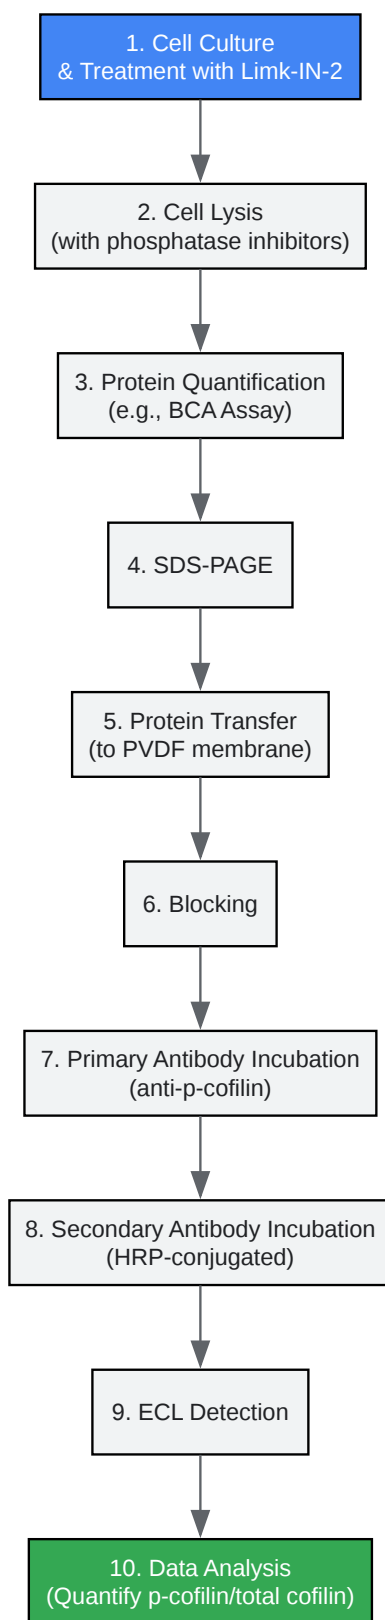 1. Cell Culture
& Treatment with Limk-IN-2
2. Cell Lysis
(with phosphatase inhibitors)
3. Protein Quantification
(e.g., BCA Assay)
4. SDS-PAGE
5. Protein Transfer
(to PVDF membrane)
6. Blocking
7. Primary Antibody Incubation
(anti-p-cofilin)
8. Secondary Antibody Incubation
(HRP-conjugated)
9. ECL Detection
10. Data Analysis
(Quantify p-cofilin/total cofilin)